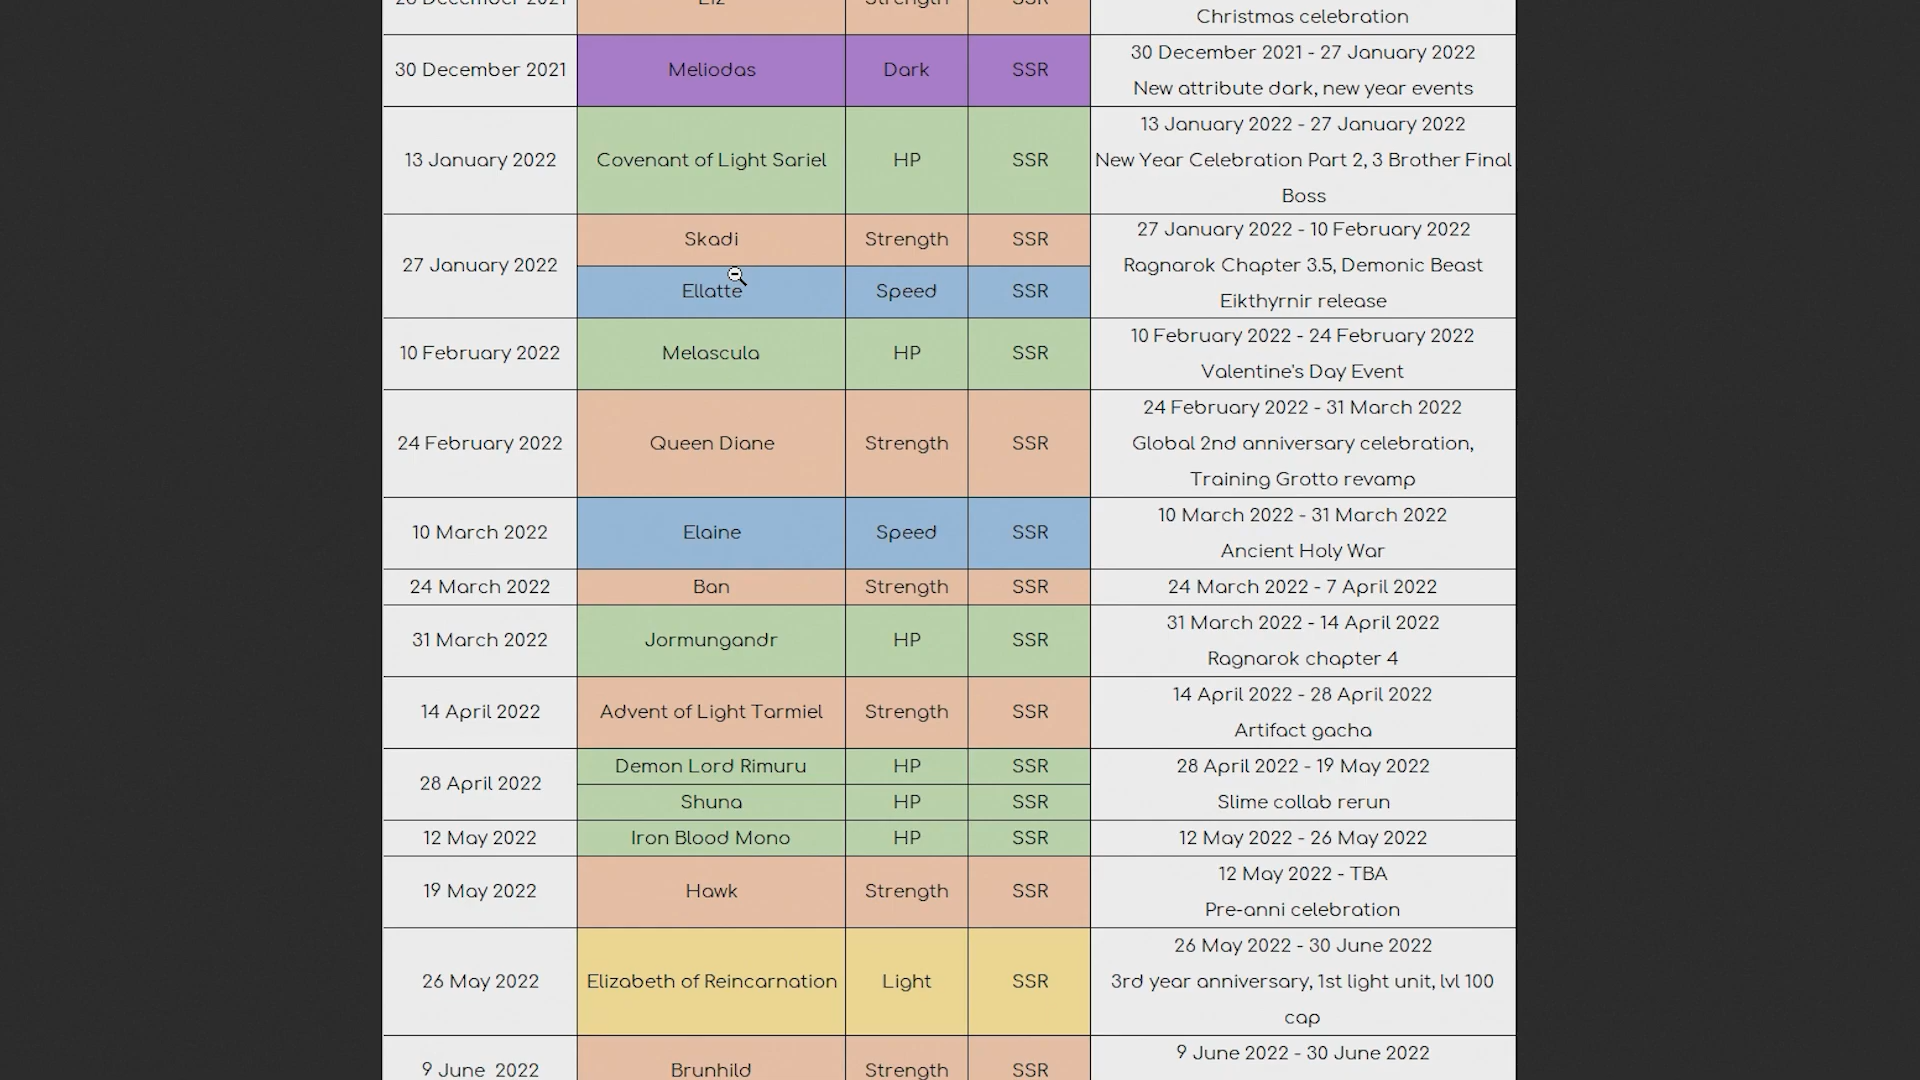 28 December 2021 Eliz Strength SSR
Christmas celebration
30 December 2021 Meliodas Dark SSR
30 December 2021 - 27 January 2022
New attribute dark, new year events
13 January 2022 Covenant of Light Sariel HP SSR
13 January 2022 - 27 January 2022
New Year Celebration Part 2, 3 Brother Final
Boss
27 January 2022
Skadi Strength SSR
Ellatte Speed SSR
27 January 2022 - 10 February 2022
Ragnarok Chapter 3.5, Demonic Beast
Eikthyrnir release
10 February 2022 Melascula HP SSR
10 February 2022 - 24 February 2022
Valentine's Day Event
24 February 2022 Queen Diane Strength SSR
24 February 2022 - 31 March 2022
Global 2nd anniversary celebration,
Training Grotto revamp
10 March 2022 Elaine Speed SSR
10 March 2022 - 31 March 2022
Ancient Holy War
24 March 2022 Ban Strength SSR 24 March 2022 - 7 April 2022
31 March 2022 Jormungandr HP SSR
31 March 2022 - 14 April 2022
Ragnarok chapter 4
14 April 2022 Advent of Light Tarmiel Strength SSR
14 April 2022 - 28 April 2022
Artifact gacha
28 April 2022
Demon Lord Rimuru HP SSR
Shuna HP SSR
28 April 2022 - 19 May 2022
Slime collab rerun
12 May 2022 Iron Blood Mono HP SSR 12 May 2022 - 26 May 2022
19 May 2022 Hawk Strength SSR
12 May 2022 - TBA
Pre-anni celebration
26 May 2022 Elizabeth of Reincarnation Light SSR
26 May 2022 - 30 June 2022
3rd year anniversary, 1st light unit, lvl 100
cap
9 June 2022 Brunhild Strength SSR
9 June 2022 - 30 June 2022